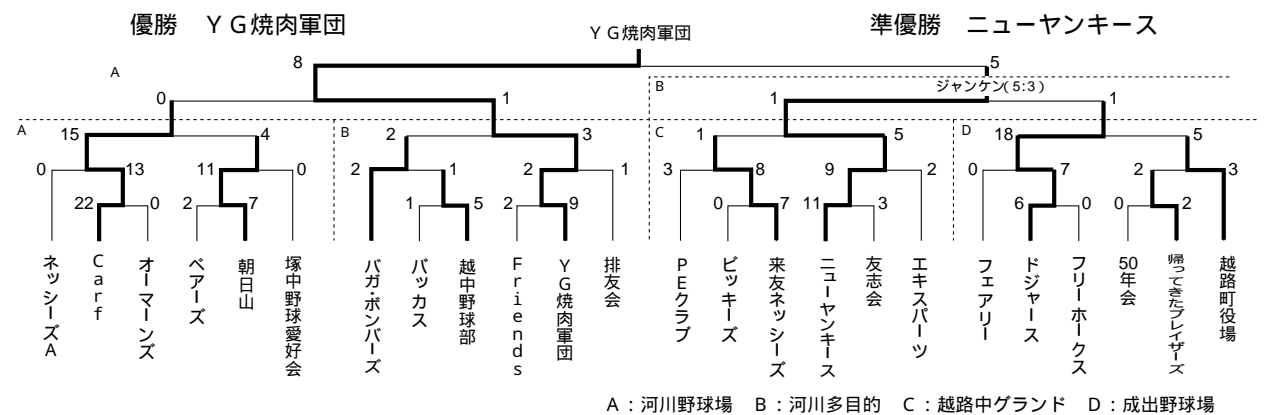 優勝　ＹＧ焼肉軍団
ＹＧ焼肉軍団
準優勝　ニューヤンキース
8
5
A
B
ジャンケン(5:3)
0
1
1
1
A
15
4
B
2
3
C
1
5
D
18
5
0
13
11
0
2
1
2
1
3
8
9
2
0
7
2
3
22
0
2
7
1
5
2
9
0
7
11
3
6
0
0
2
ネッシーズA
Carf
オーマーンズ
ベアーズ
朝日山
塚中野球愛好会
バガ・ボンバーズ
バッカス
越中野球部
Friends
YG焼肉軍団
排友会
PEクラブ
ビッキーズ
来友ネッシーズ
ニューヤンキース
友志会
エキスパーツ
フェアリー
ドジャース
フリーホークス
50年会
帰ってきたブレイザーズ
越路町役場
A：河川野球場　B：河川多目的　C：越路中グランド　D：成出野球場